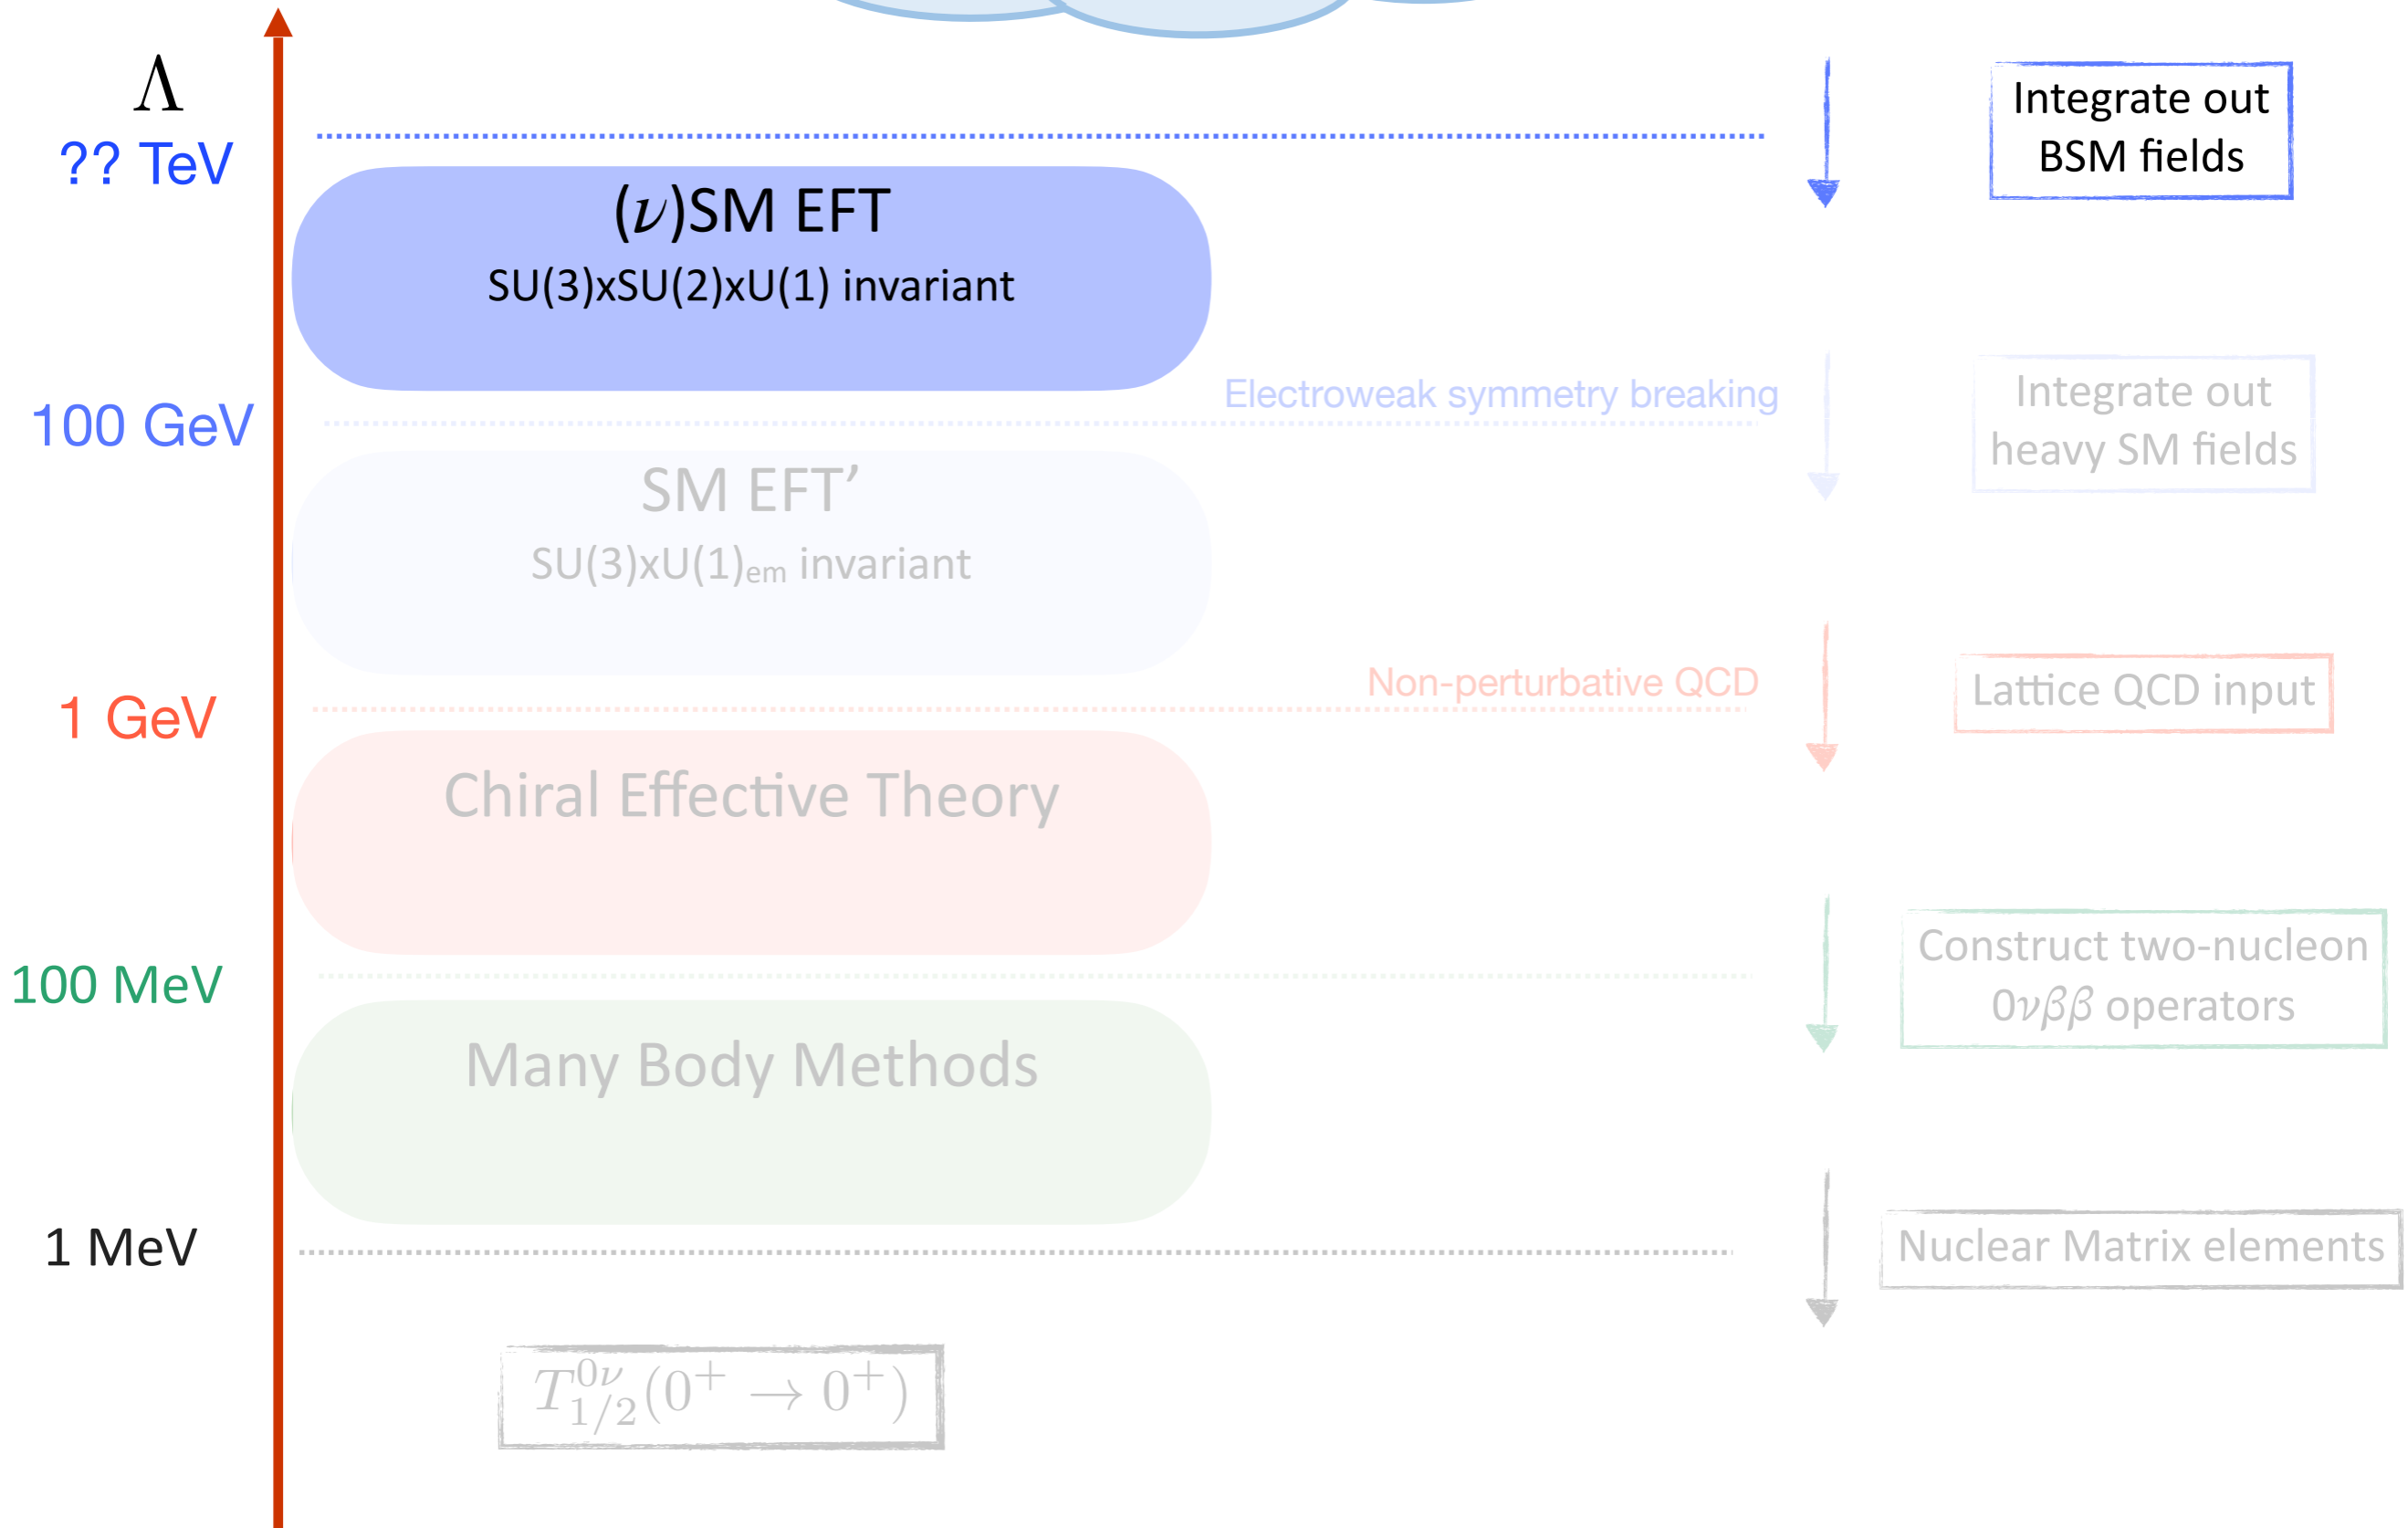 Λ
?? TeV
Integrate out
BSM fields
(ν)SM EFT
SU(3)xSU(2)xU(1) invariant
100 GeV
Electroweak symmetry breaking
Integrate out
heavy SM fields
SM EFT’
SU(3)xU(1)em invariant
1 GeV
Non-perturbative QCD
Lattice QCD input
Chiral Effective Theory
100 MeV
Construct two-nucleon
0νββ operators
Many Body Methods
1 MeV
Nuclear Matrix elements
T^{0ν}_{1/2}(0^+ → 0^+)